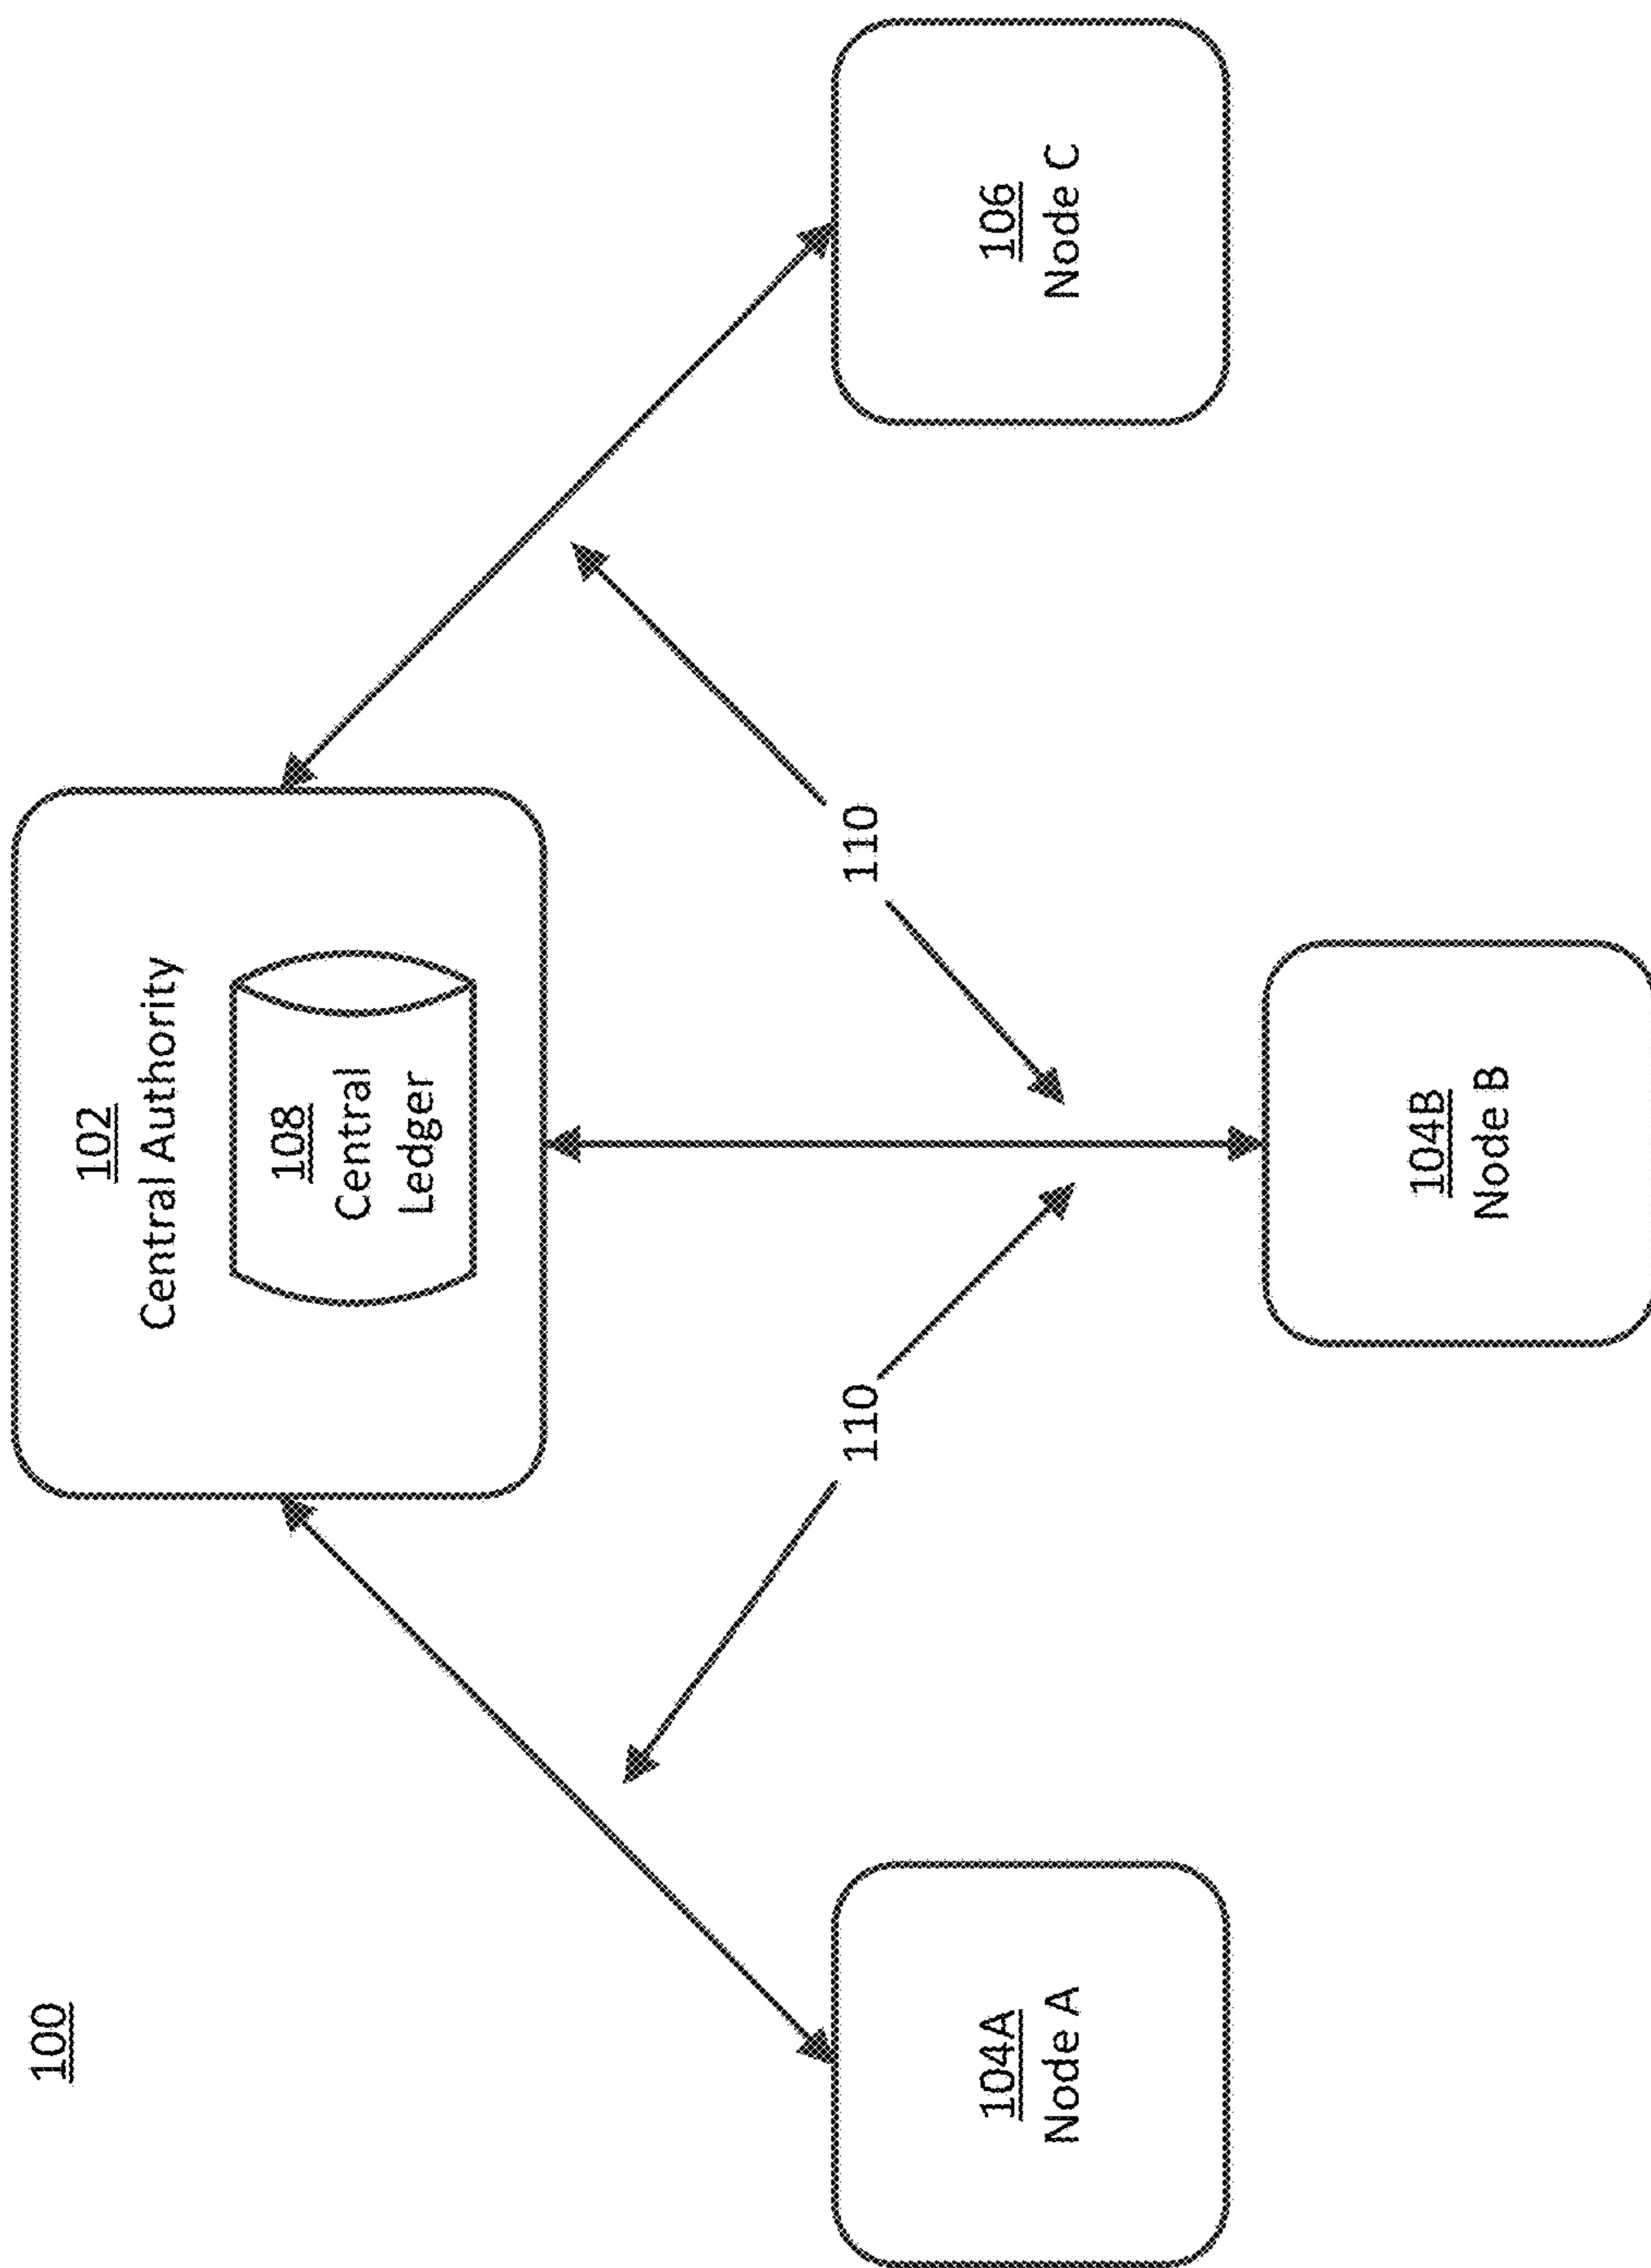 100
102
Central Authority
108
Central
Ledger
110
110
104A
Node A
104B
Node B
106
Node C